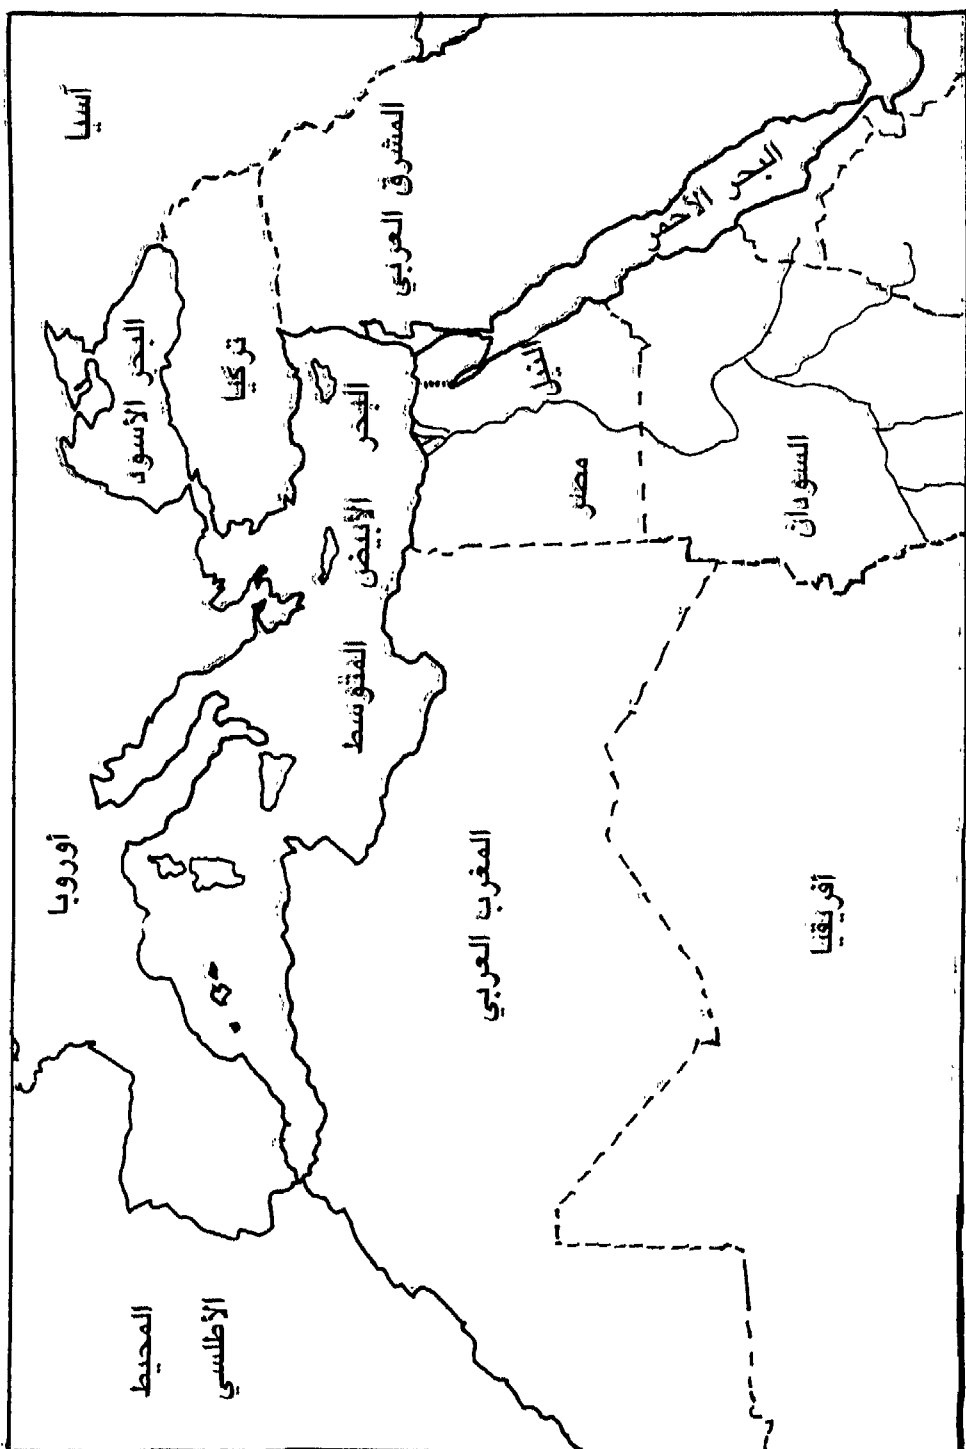 آسيا
المشرق العربي
البحر الأحمر
البحر الأسود
تركيا
النيل
البحر
الأبيض
المتوسط
مصر
السودان
أوروبا
المغرب العربي
أفريقيا
المحيط
الأطلسي